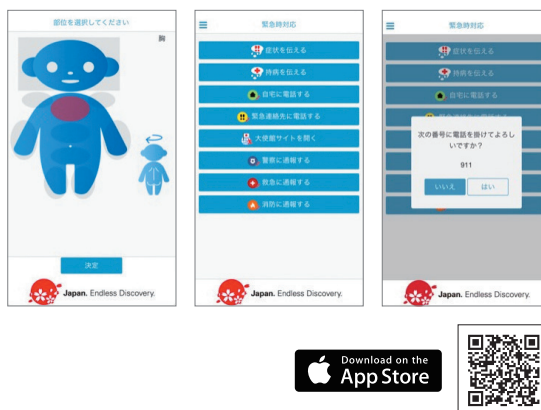 部位を選択してください
胸
決定
Japan. Endless Discovery.
緊急時対応
症状を伝える
持病を伝える
自宅に電話する
緊急連絡先に電話する
大使館サイトを開く
警察に通報する
救急に通報する
消防に通報する
Japan. Endless Discovery.
緊急時対応
症状を伝える
持病を伝える
自宅に電話する
次の番号に電話を掛けてよろし
いですか？
911
いいえ
はい
Japan. Endless Discovery.
Download on the
App Store